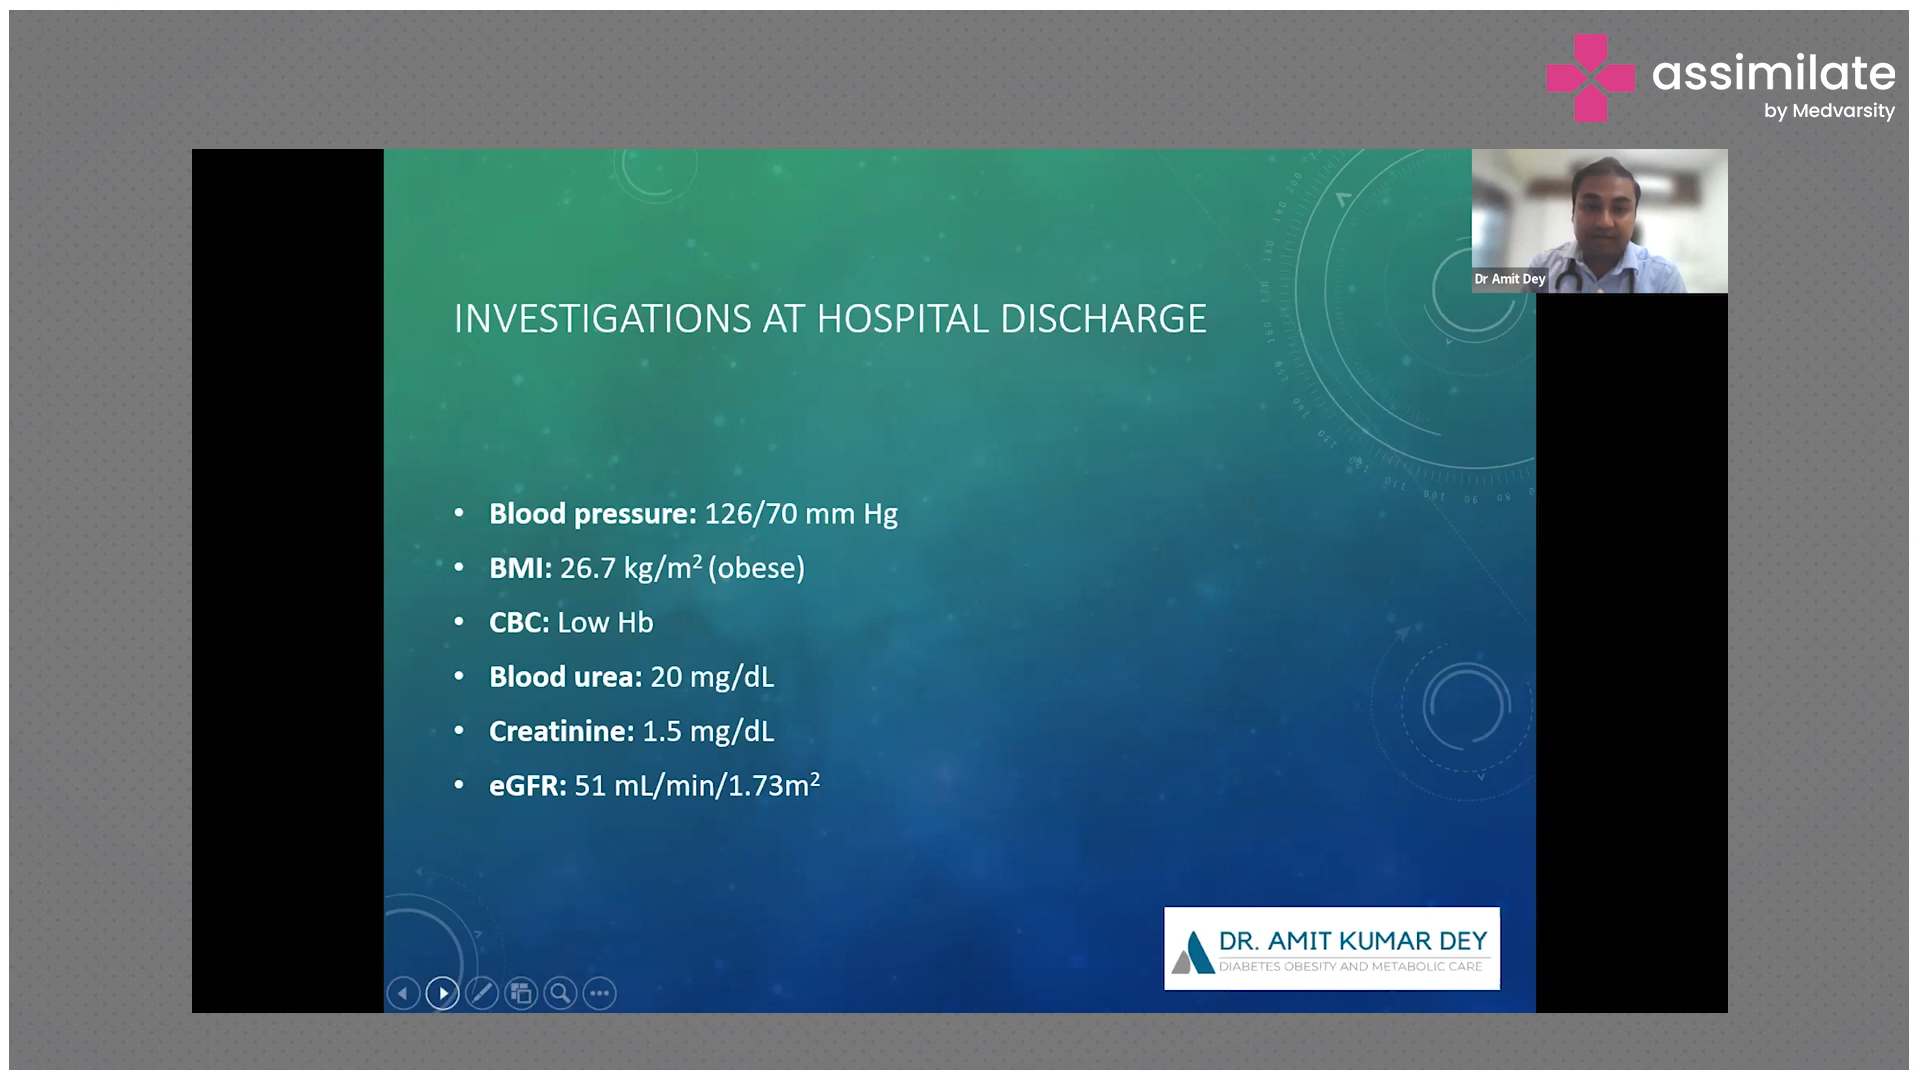 assimilate
by Medvarsity
Dr Amit Dey
INVESTIGATIONS AT HOSPITAL DISCHARGE
• Blood pressure: 126/70 mm Hg
• BMI: 26.7 kg/m² (obese)
• CBC: Low Hb
• Blood urea: 20 mg/dL
• Creatinine: 1.5 mg/dL
• eGFR: 51 mL/min/1.73m²
DR. AMIT KUMAR DEY
DIABETES OBESITY AND METABOLIC CARE